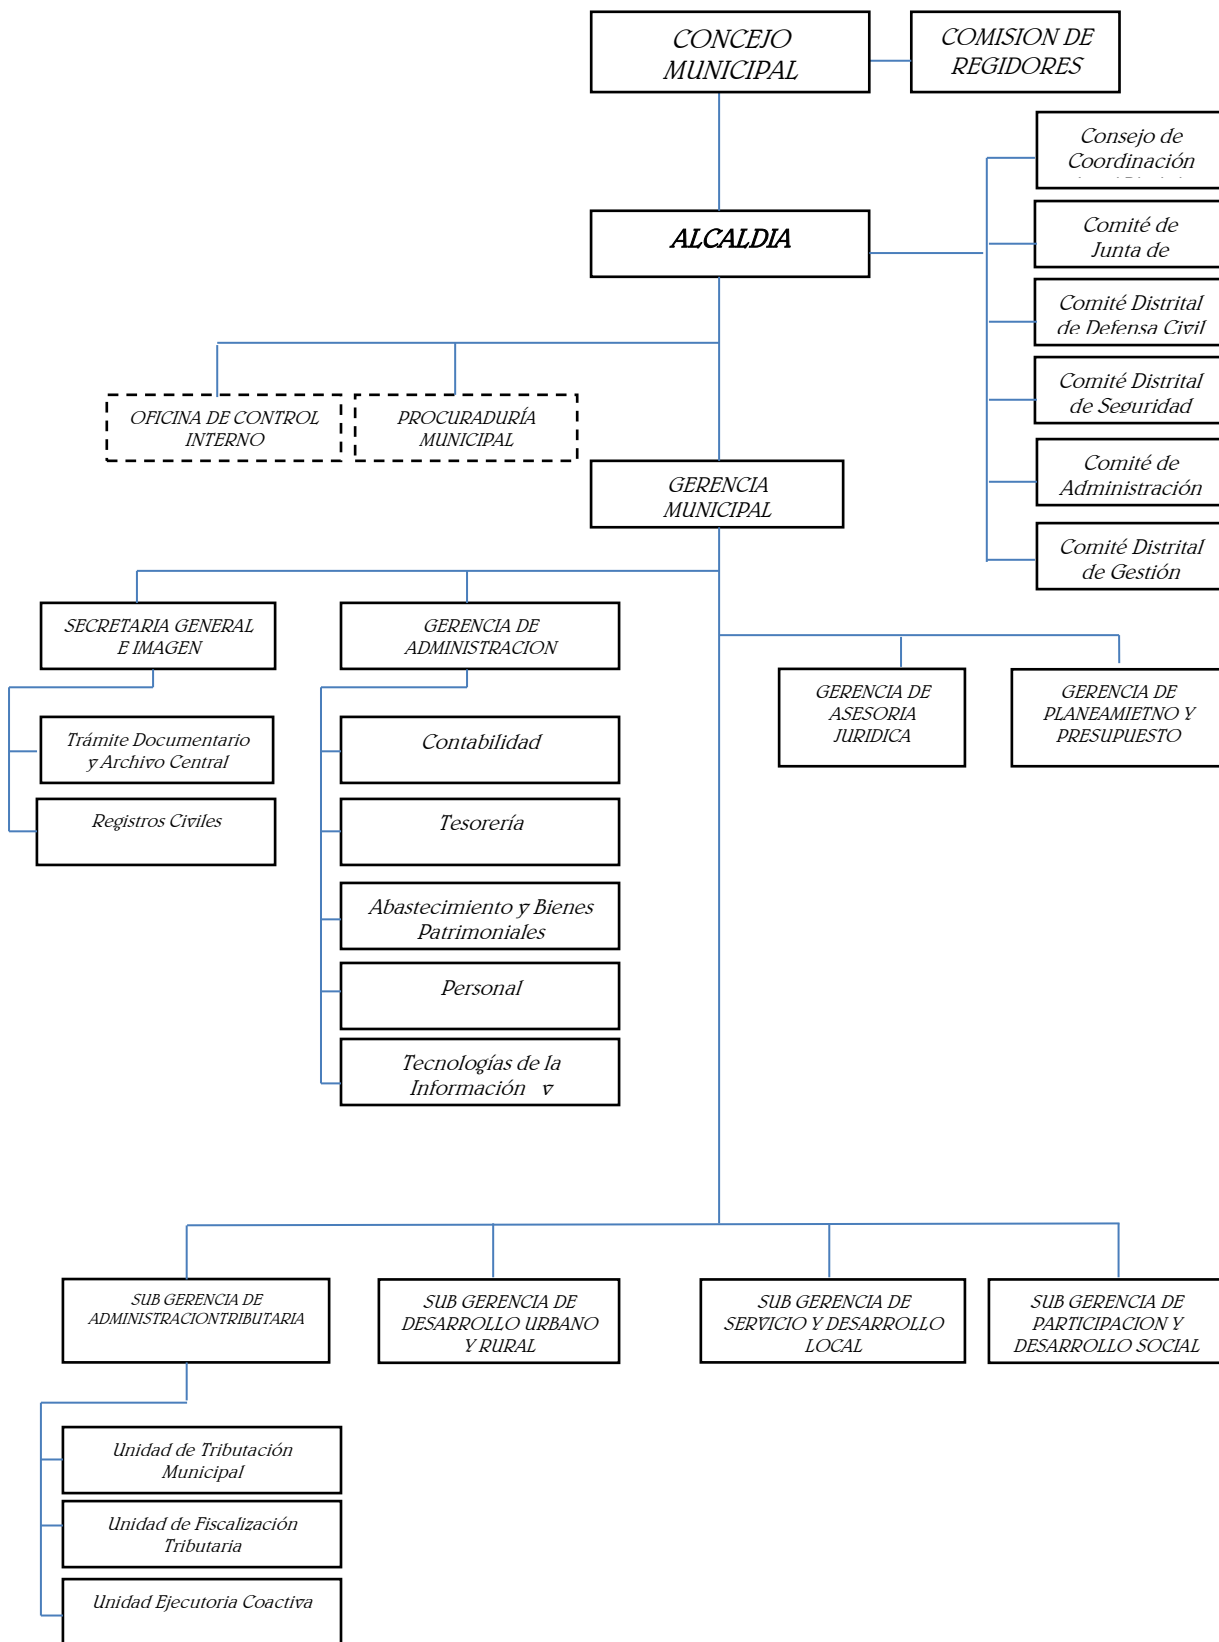 CONCEJO
MUNICIPAL
COMISION DE
REGIDORES
Consejo de
Coordinación
ALCALDIA
Comité de
Junta de
Comité Distrital
de Defensa Civil
Comité Distrital
de Seguridad
Comité de
Administración
Comité Distrital
de Gestión
OFICINA DE CONTROL
INTERNO
PROCURADURÍA
MUNICIPAL
GERENCIA
MUNICIPAL
SECRETARIA GENERAL
E IMAGEN
GERENCIA DE
ADMINISTRACION
GERENCIA DE
ASESORIA
JURIDICA
GERENCIA DE
PLANEAMIETNO Y
PRESUPUESTO
Trámite Documentario
y Archivo Central
Registros Civiles
Contabilidad
Tesorería
Abastecimiento y Bienes
Patrimoniales
Personal
Tecnologías de la
Información y
SUB GERENCIA DE
ADMINISTRACIONTRIBUTARIA
SUB GERENCIA DE
DESARROLLO URBANO
Y RURAL
SUB GERENCIA DE
SERVICIO Y DESARROLLO
LOCAL
SUB GERENCIA DE
PARTICIPACION Y
DESARROLLO SOCIAL
Unidad de Tributación
Municipal
Unidad de Fiscalización
Tributaria
Unidad Ejecutoria Coactiva